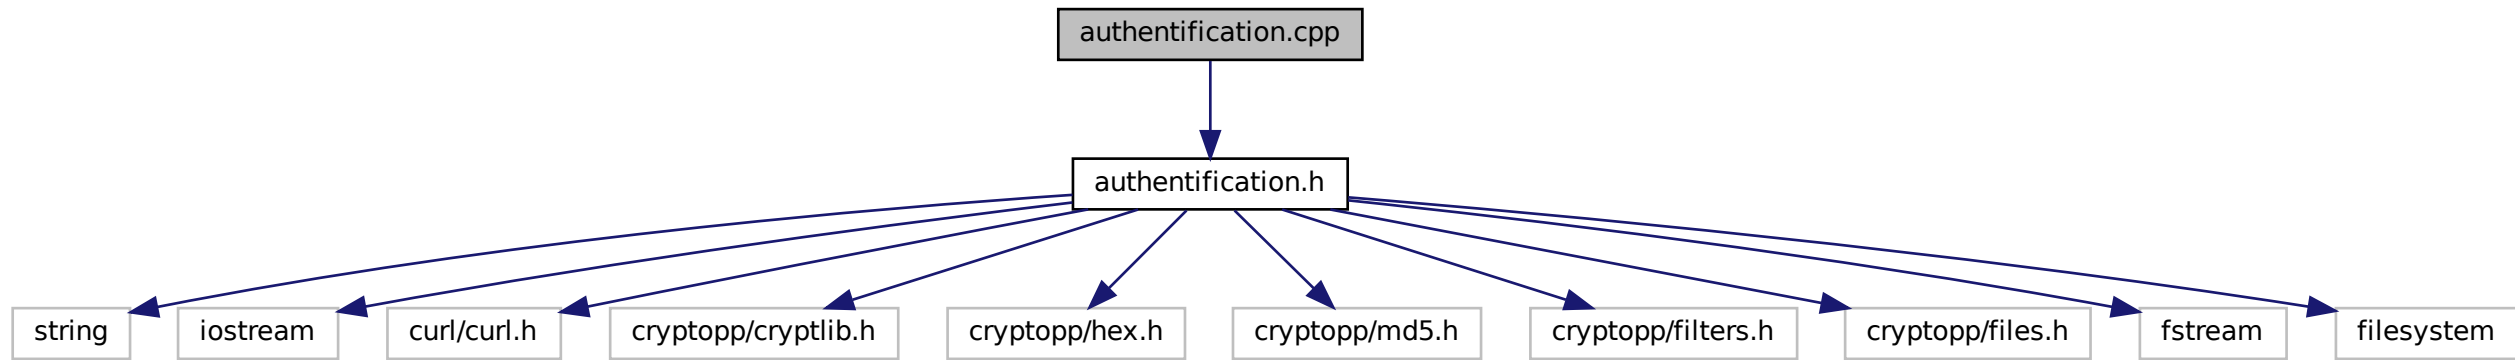 authentification.cpp
authentification.h
string
iostream
curl/curl.h
cryptopp/cryptlib.h
cryptopp/hex.h
cryptopp/md5.h
cryptopp/filters.h
cryptopp/files.h
fstream
filesystem